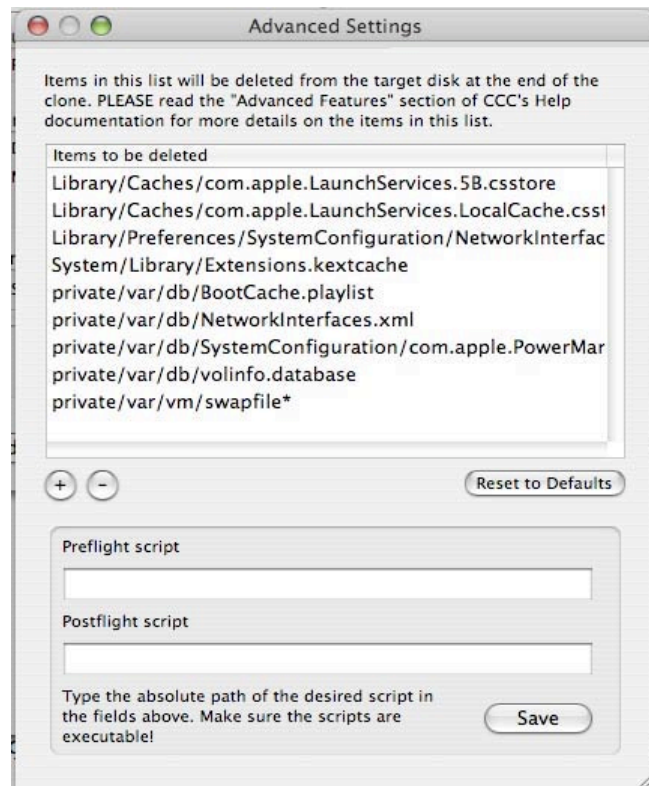 Advanced Settings
Items in this list will be deleted from the target disk at the end of the
clone. PLEASE read the "Advanced Features" section of CCC's Help
documentation for more details on the items in this list.
Items to be deleted
Library/Caches/com.apple.LaunchServices.5B.csstore
Library/Caches/com.apple.LaunchServices.LocalCache.csst
Library/Preferences/SystemConfiguration/NetworkInterfac
System/Library/Extensions.kextcache
private/var/db/BootCache.playlist
private/var/db/NetworkInterfaces.xml
private/var/db/SystemConfiguration/com.apple.PowerMar
private/var/db/volinfo.database
private/var/vm/swapfile*
+ -
Reset to Defaults
Preflight script
Postflight script
Type the absolute path of the desired script in
the fields above. Make sure the scripts are
executable!
Save